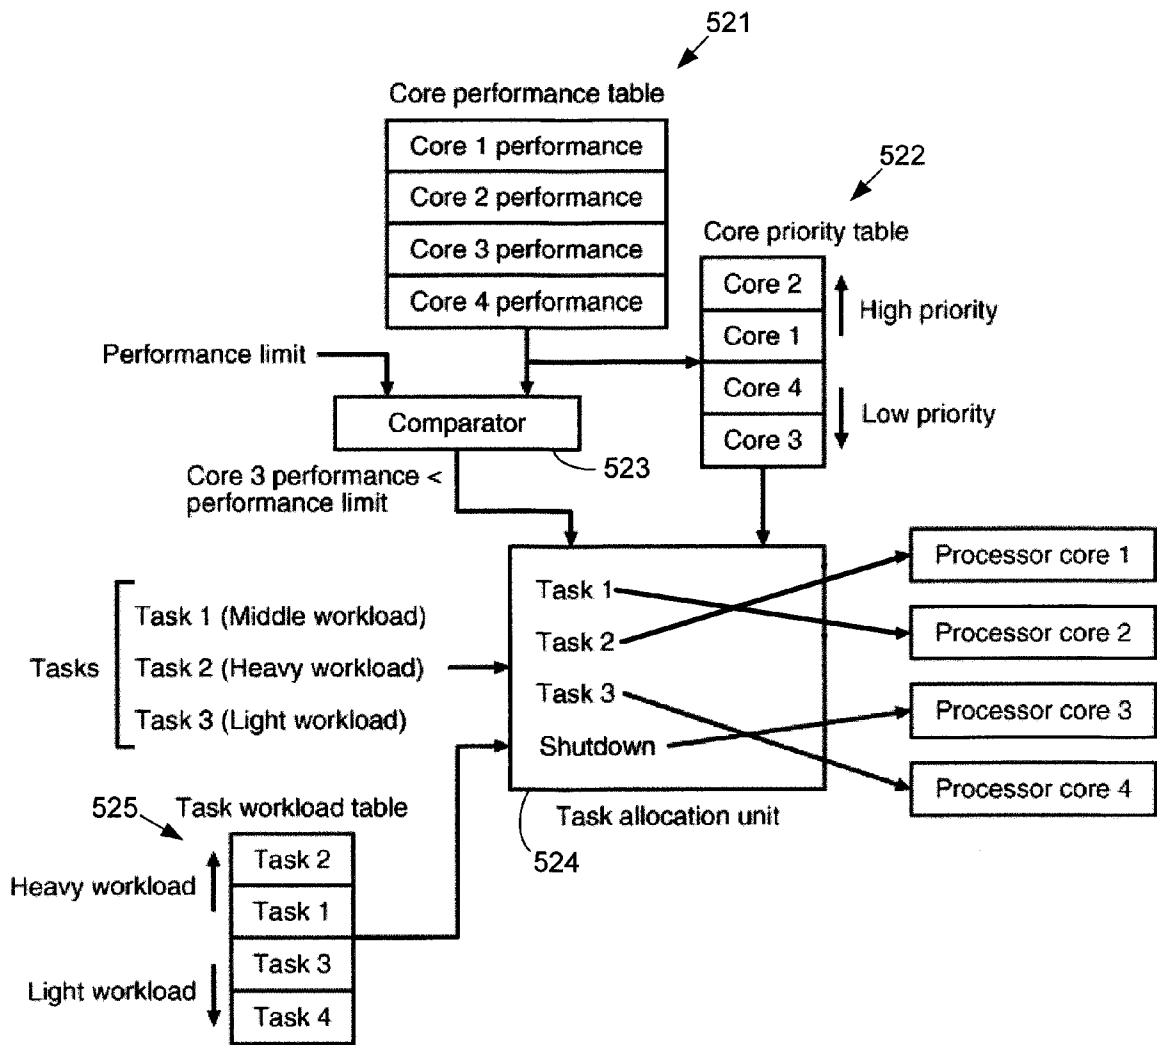 521
Core performance table
Core 1 performance
Core 2 performance
Core 3 performance
Core 4 performance
522
Core priority table
Core 2
Core 1
Core 4
Core 3
High priority
Low priority
Performance limit
Comparator
523
Core 3 performance <
performance limit
Tasks
Task 1 (Middle workload)
Task 2 (Heavy workload)
Task 3 (Light workload)
Task 1
Task 2
Task 3
Shutdown
Task allocation unit
524
Processor core 1
Processor core 2
Processor core 3
Processor core 4
525
Task workload table
Heavy workload
Light workload
Task 2
Task 1
Task 3
Task 4